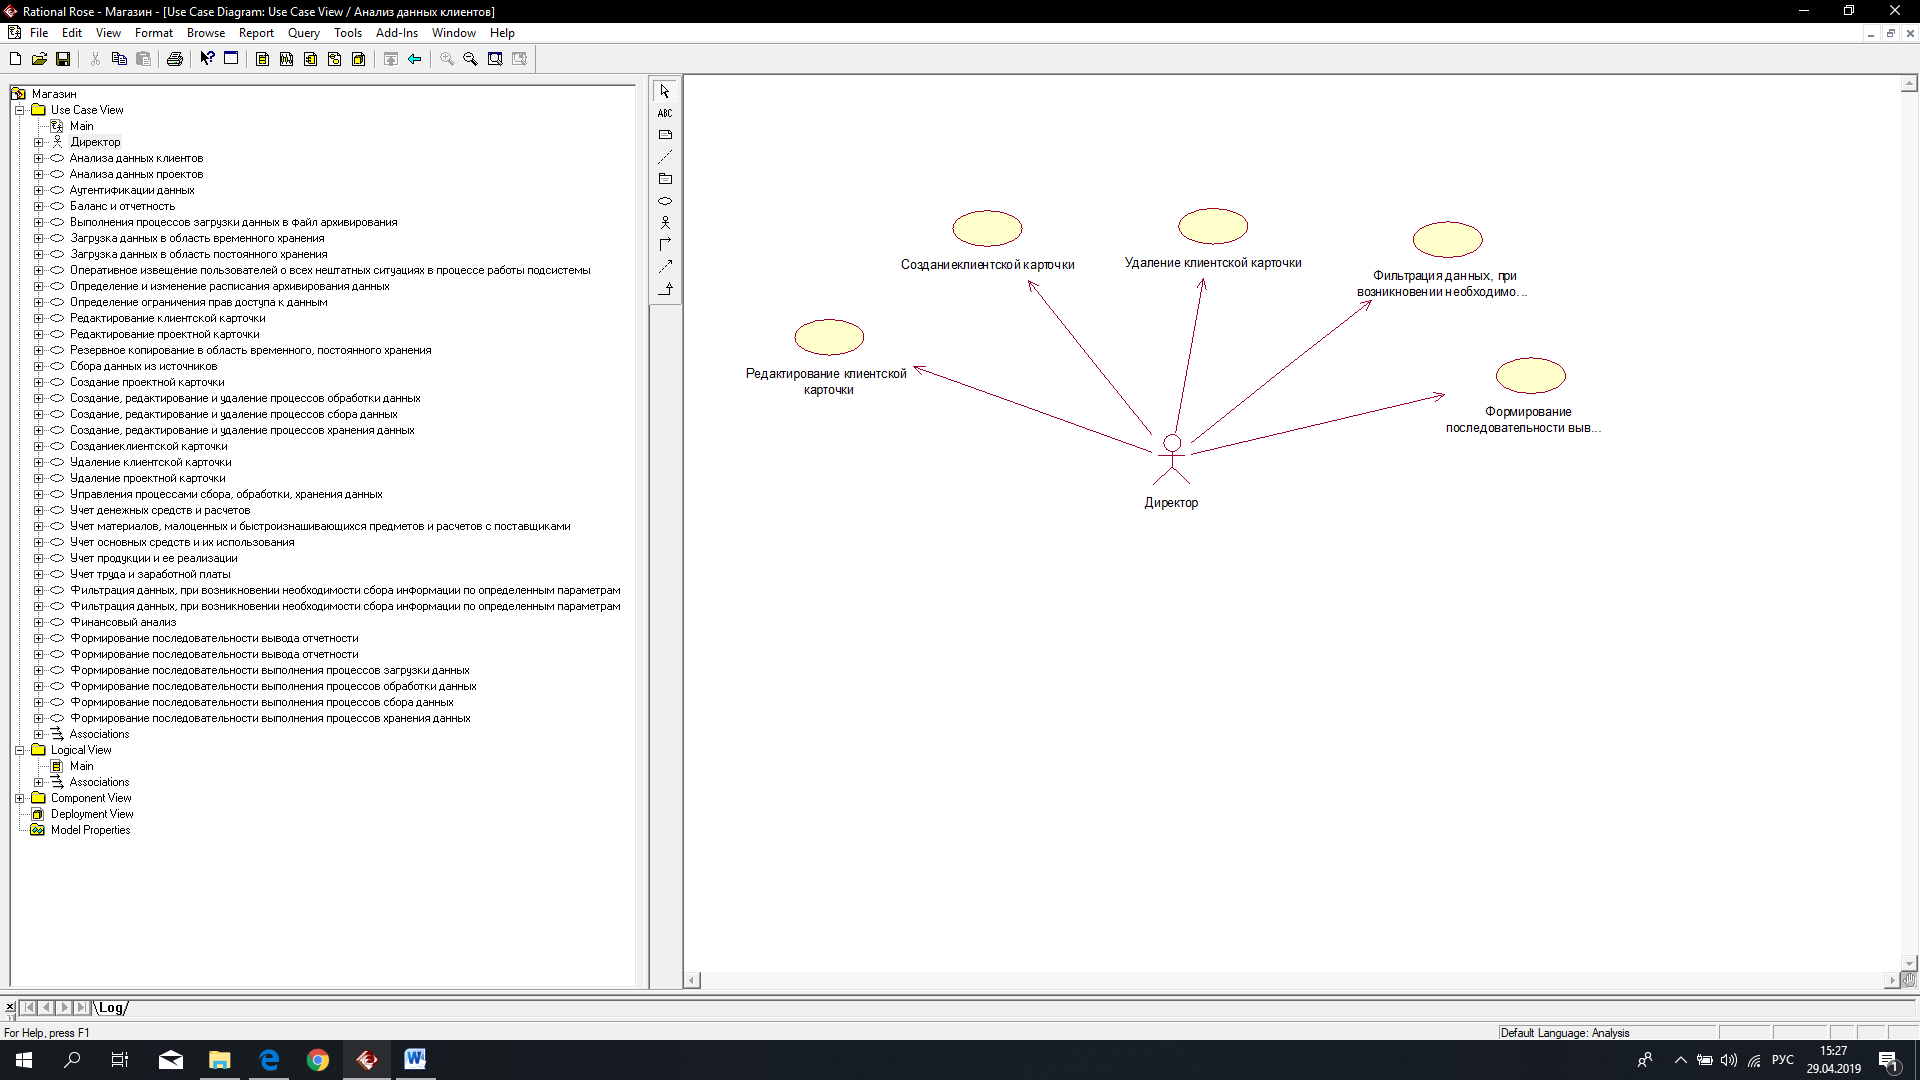 Rational Rose - Магазин - [Use Case Diagram: Use Case View / Анализ данных клиентов]
File Edit View Format Browse Report Query Tools Add-Ins Window Help
Магазин
Use Case View
Main
Директор
Анализа данных клиентов
Анализа данных проектов
Аутентификации данных
Баланс и отчетность
Выполнения процессов загрузки данных в файл архивирования
Загрузка данных в область временного хранения
Загрузка данных в область постоянного хранения
Оперативное извещение пользователей о всех нештатных ситуациях в процессе работы подсистемы
Определение и изменение расписания архивирования данных
Определение ограничения прав доступа к данным
Редактирование клиентской карточки
Редактирование проектной карточки
Резервное копирование в область временного, постоянного хранения
Сбора данных из источников
Создание проектной карточки
Создание, редактирование и удаление процессов обработки данных
Создание, редактирование и удаление процессов сбора данных
Создание, редактирование и удаление процессов хранения данных
Созданиеклиентской карточки
Удаление клиентской карточки
Удаление проектной карточки
Управления процессами сбора, обработки, хранения данных
Учет денежных средств и расчетов
Учет материалов, малоценных и быстроизнашивающихся предметов и расчетов с поставщиками
Учет основных средств и их использования
Учет продукции и ее реализации
Учет труда и заработной платы
Фильтрация данных, при возникновении необходимости сбора информации по определенным параметрам
Фильтрация данных, при возникновении необходимости сбора информации по определенным параметрам
Финансовый анализ
Формирование последовательности вывода отчетности
Формирование последовательности вывода отчетности
Формирование последовательности выполнения процессов загрузки данных
Формирование последовательности выполнения процессов обработки данных
Формирование последовательности выполнения процессов сбора данных
Формирование последовательности выполнения процессов хранения данных
Associations
Logical View
Main
Associations
Component View
Deployment View
Model Properties
ABC
Созданиеклиентской карточки
Удаление клиентской карточки
Фильтрация данных, при
возникновении необходимо...
Редактирование клиентской
карточки
Формирование
последовательности выв...
Директор
Log
For Help, press F1
Default Language: Analysis
РУС
15:27
29.04.2019
1